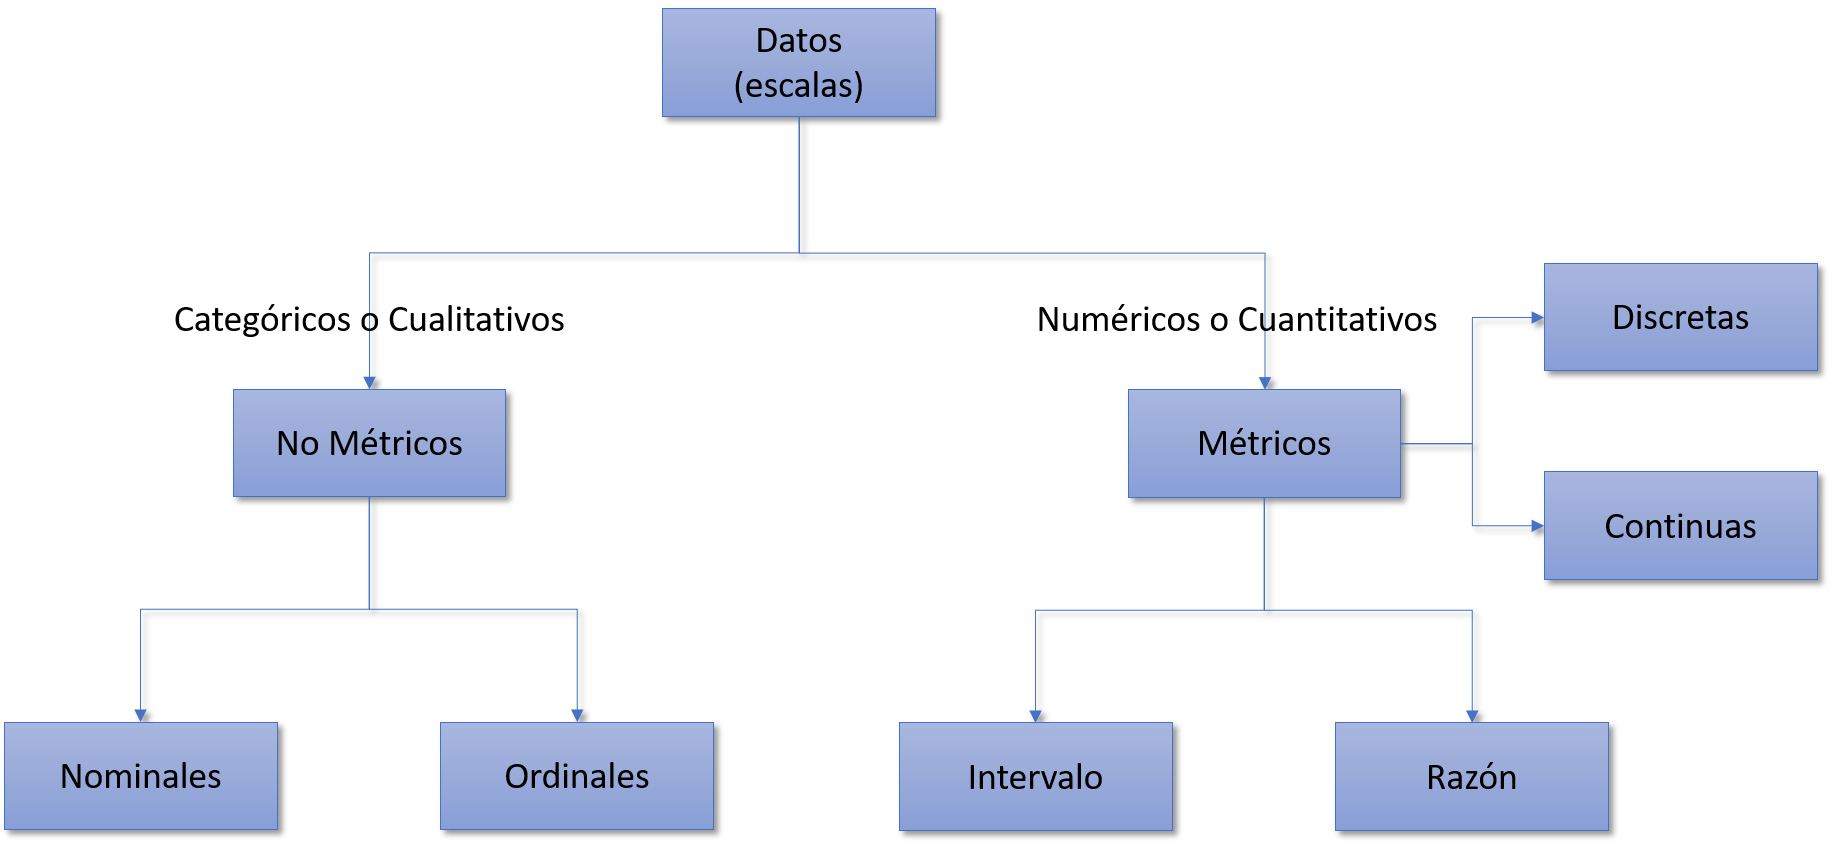 Datos
(escalas)
Categóricos o Cualitativos
Numéricos o Cuantitativos
Discretas
No Métricos
Métricos
Continuas
Nominales
Ordinales
Intervalo
Razón